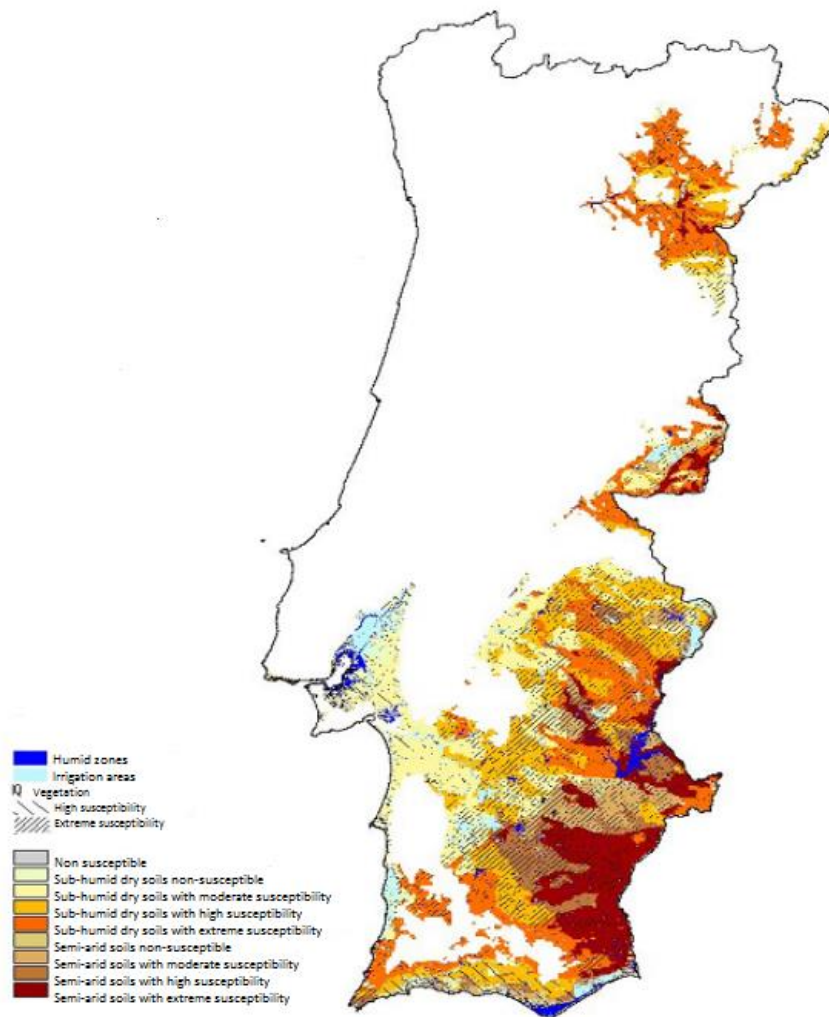 Humid zones
Irrigation areas
Vegetation
High susceptibility
Extreme susceptibility
Non susceptible
Sub-humid dry soils non-susceptible
Sub-humid dry soils with moderate susceptibility
Sub-humid dry soils with high susceptibility
Sub-humid dry soils with extreme susceptibility
Semi-arid soils non-susceptible
Semi-arid soils with moderate susceptibility
Semi-arid soils with high susceptibility
Semi-arid soils with extreme susceptibility